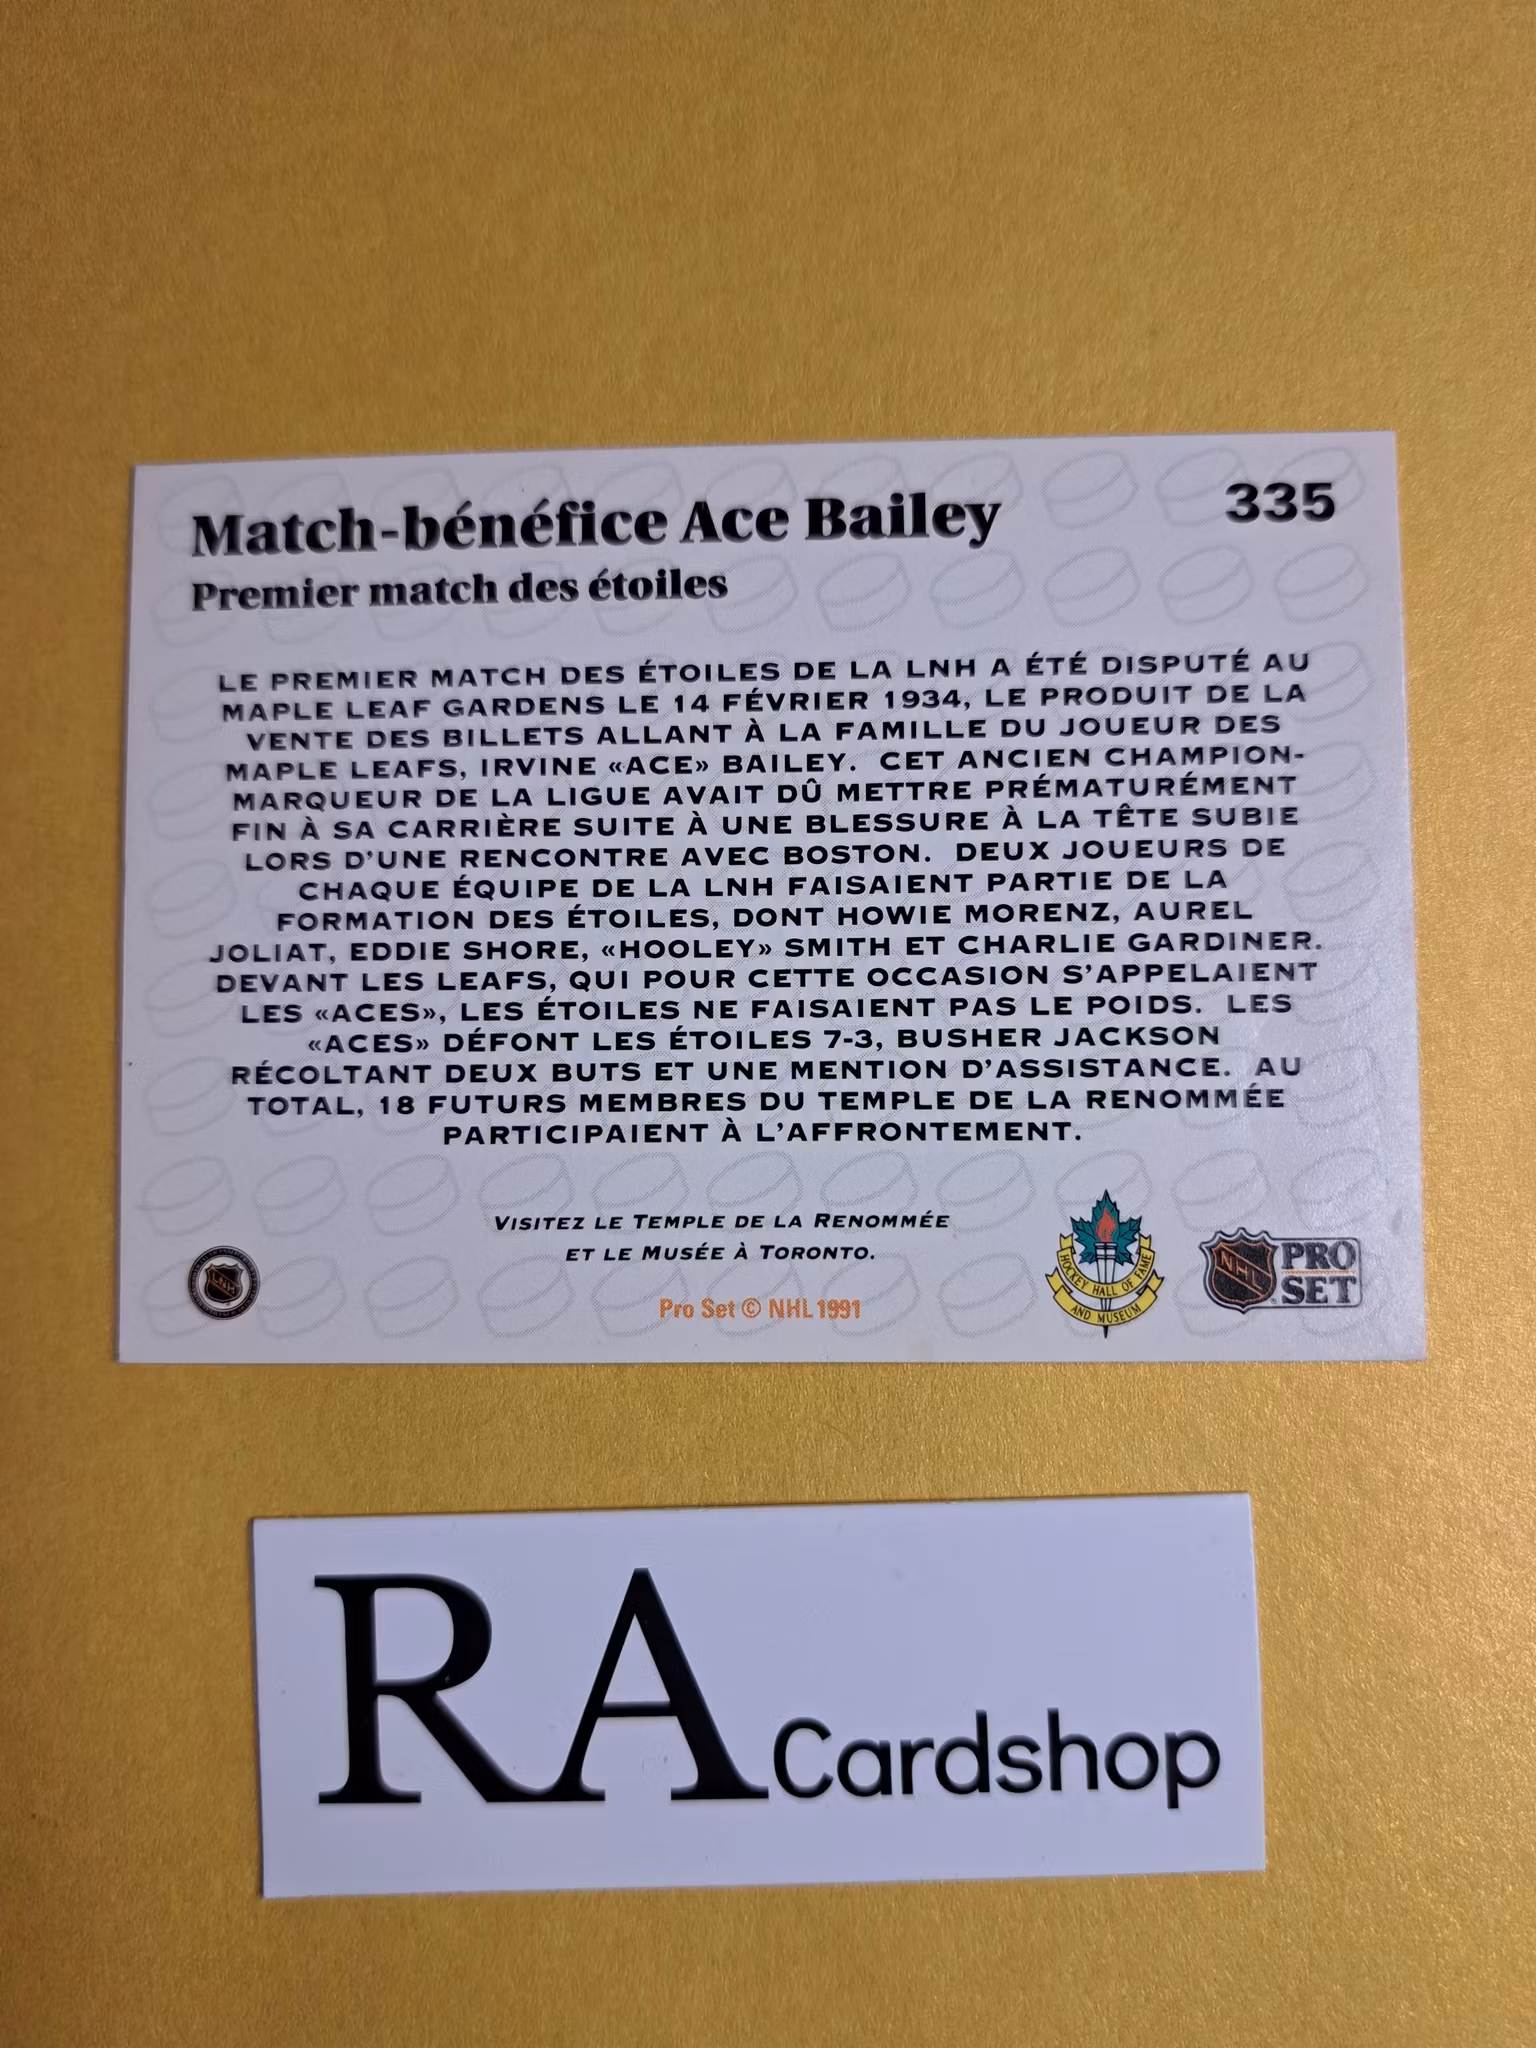 Match-bénéfice Ace Bailey
335
Premier match des étoiles
LE PREMIER MATCH DES ÉTOILES DE LA LNH A ÉTÉ DISPUTÉ AU
MAPLE LEAF GARDENS LE 14 FÉVRIER 1934, LE PRODUIT DE LA
VENTE DES BILLETS ALLANT À LA FAMILLE DU JOUEUR DES
MAPLE LEAFS, IRVINE «ACE» BAILEY. CET ANCIEN CHAMPION-
MARQUEUR DE LA LIGUE AVAIT DÛ METTRE PRÉMATURÉMENT
FIN À SA CARRIÈRE SUITE À UNE BLESSURE À LA TÊTE SUBIE
LORS D'UNE RENCONTRE AVEC BOSTON. DEUX JOUEURS DE
CHAQUE ÉQUIPE DE LA LNH FAISAIENT PARTIE DE LA
FORMATION DES ÉTOILES, DONT HOWIE MORENZ, AUREL
JOLIAT, EDDIE SHORE, «HOOLEY» SMITH ET CHARLIE GARDINER.
DEVANT LES LEAFS, QUI POUR CETTE OCCASION S'APPELAIENT
LES «ACES», LES ÉTOILES NE FAISAIENT PAS LE POIDS. LES
«ACES» DÉFONT LES ÉTOILES 7-3, BUSHER JACKSON
RÉCOLTANT DEUX BUTS ET UNE MENTION D'ASSISTANCE. AU
TOTAL, 18 FUTURS MEMBRES DU TEMPLE DE LA RENOMMÉE
PARTICIPAIENT À L'AFFRONTEMENT.
VISITEZ LE TEMPLE DE LA RENOMMÉE
ET LE MUSÉE À TORONTO.
Pro Set © NHL 1991
LNH
HOCKEY HALL OF FAME
AND MUSEUM
NHL
PRO
SET
RA Cardshop